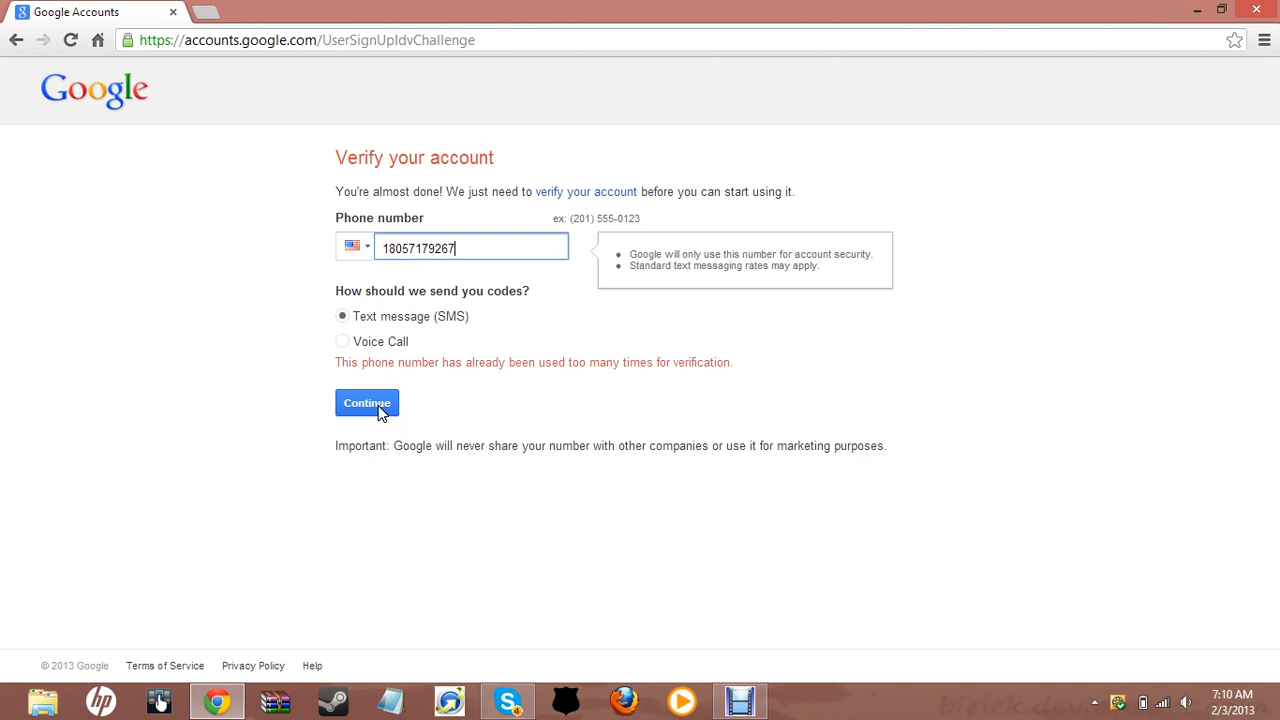 Google Accounts
https://accounts.google.com/UserSignUpIdvChallenge
Google
Verify your account
You're almost done! We just need to verify your account before you can start using it.
Phone number ex: (201) 555-0123
18057179267
Google will only use this number for account security.
Standard text messaging rates may apply.
How should we send you codes?
Text message (SMS)
Voice Call
This phone number has already been used too many times for verification.
Continue
Important: Google will never share your number with other companies or use it for marketing purposes.
© 2013 Google Terms of Service Privacy Policy Help
7:10 AM
2/3/2013